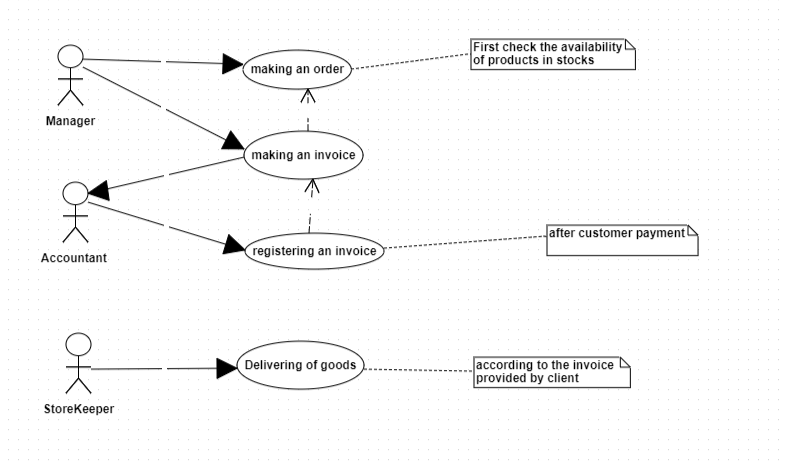 making an order
First check the availability
of products in stocks
Manager
making an invoice
Accountant
registering an invoice
after customer payment
Delivering of goods
according to the invoice
provided by client
StoreKeeper